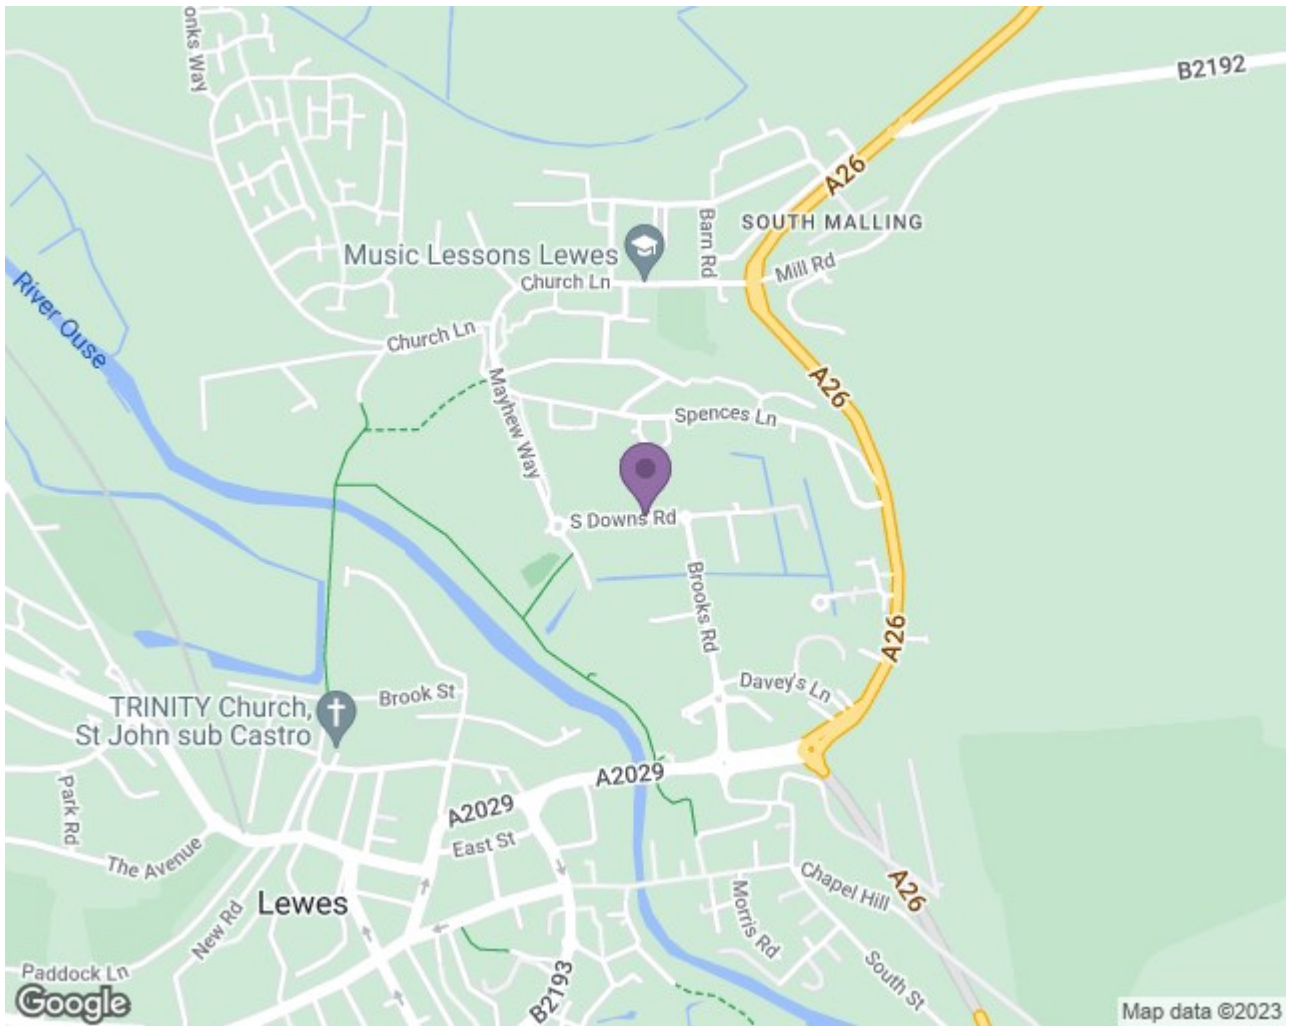 onks Way
B2192
A26
SOUTH MALLING
Barn Rd
Music Lessons Lewes
Mill Rd
Church Ln
River Ouse
Church Ln
Mayhew Way
A26
Spences Ln
S Downs Rd
Brooks Rd
A26
Davey's Ln
Brook St
TRINITY Church,
St John sub Castro
A2029
Park Rd
A2029
East St
The Avenue
Chapel Hill
A26
Lewes
New Rd
Morris Rd
South St
Paddock Ln
B2193
Google
Map data ©2023